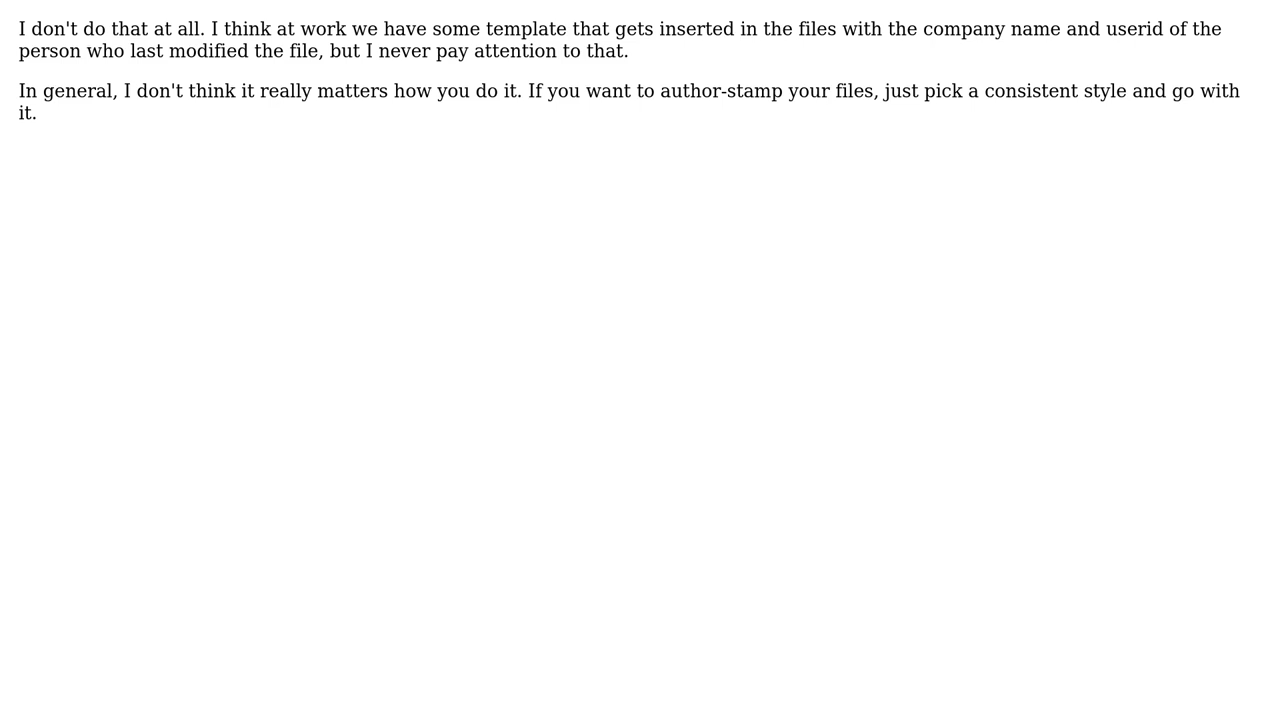 I don't do that at all. I think at work we have some template that gets inserted in the files with the company name and userid of the
person who last modified the file, but I never pay attention to that.
In general, I don't think it really matters how you do it. If you want to author-stamp your files, just pick a consistent style and go with
it.